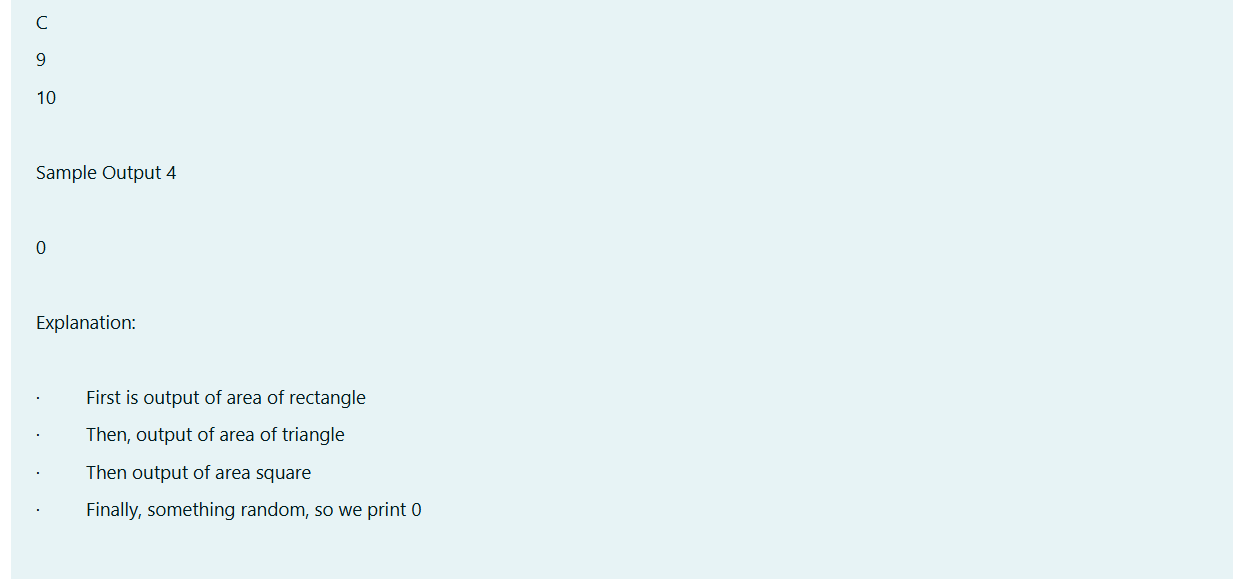 C
9
10
Sample Output 4
0
Explanation:
· First is output of area of rectangle
· Then, output of area of triangle
· Then output of area square
· Finally, something random, so we print 0